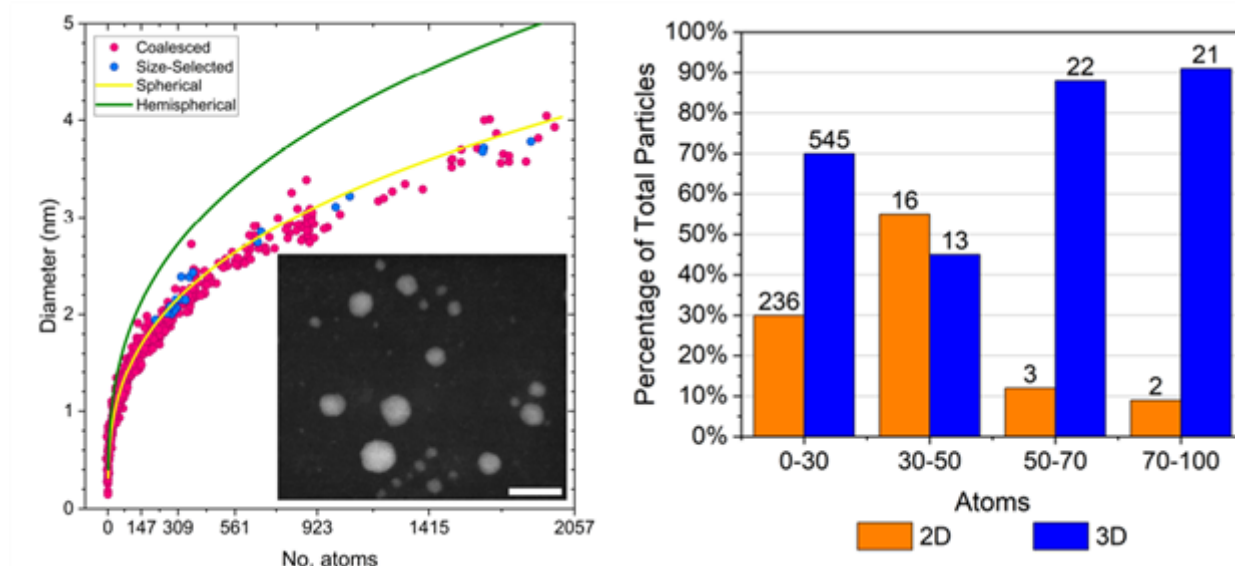 5
4
3
2
1
0
Diameter (nm)
Coalesced
Size-Selected
Spherical
Hemispherical
0 147 309 561 923 1415 2057
No. atoms
Percentage of Total Particles
90%
80%
70%
60%
50%
40%
30%
20%
10%
0%
236
545
16
13
3
22
2
21
0-30 30-50 50-70 70-100
Atoms
2D 3D